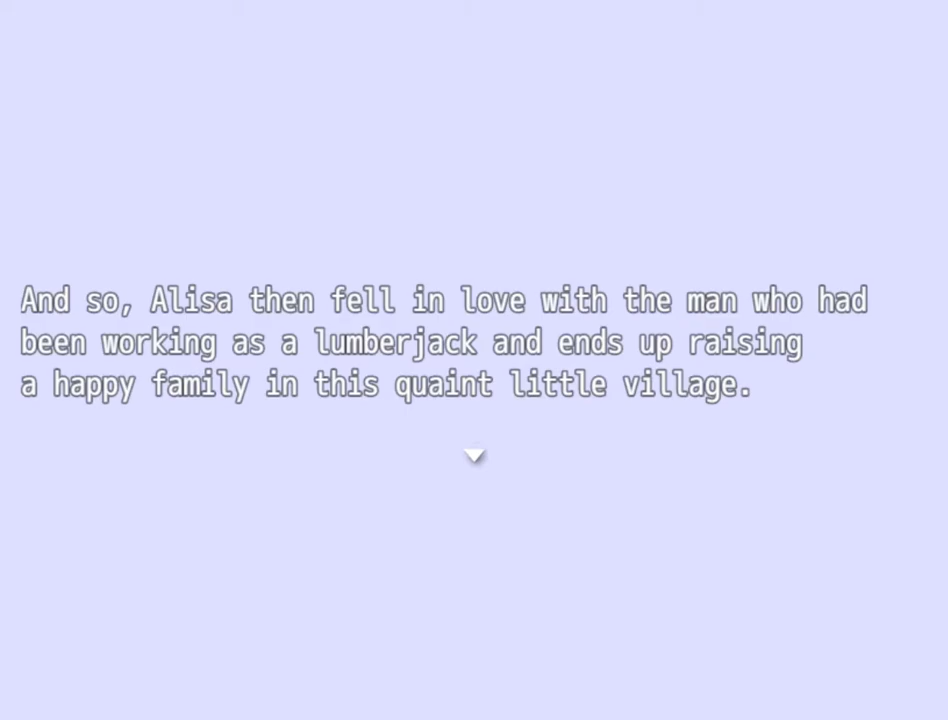 And so, Alisa then fell in love with the man who had
been working as a lumberjack and ends up raising
a happy family in this quaint little village.